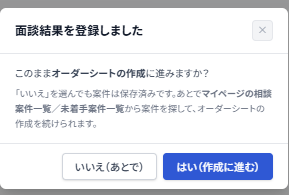 面談結果を登録しました
×
このままオーダーシートの作成に進みますか？
「いいえ」を選んでも案件は保存済みです。あとでマイページの相談
案件一覧／未着手案件一覧から案件を探して、オーダーシートの
作成を続けられます。
いいえ（あとで）
はい（作成に進む）